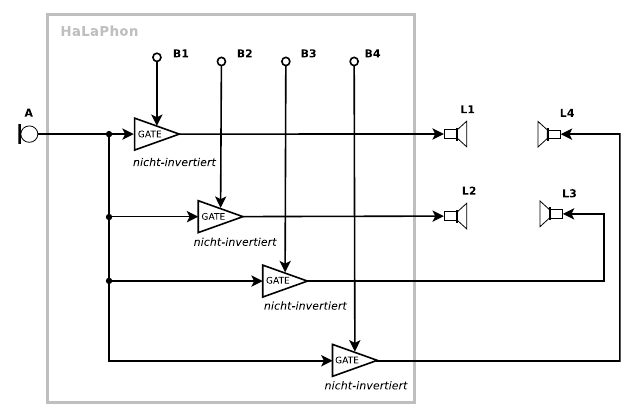 HaLaPhon
B1 B2 B3 B4
A L1 L4
GATE
nicht-invertiert
L2 L3
GATE
nicht-invertiert
GATE
nicht-invertiert
GATE
nicht-invertiert